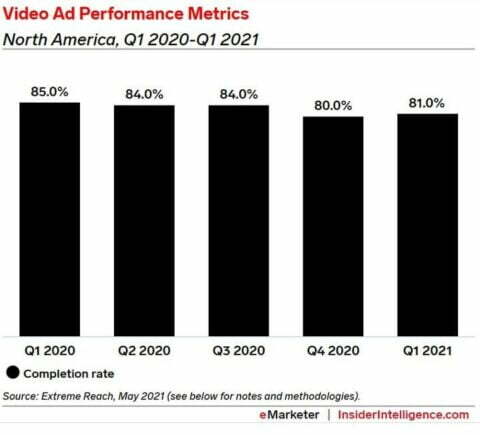 Video Ad Performance Metrics
North America, Q1 2020-Q1 2021
85.0% 84.0% 84.0% 80.0% 81.0%
Q1 2020 Q2 2020 Q3 2020 Q4 2020 Q1 2021
Completion rate
Source: Extreme Reach, May 2021 (see below for notes and methodologies).
eMarketer | InsiderIntelligence.com